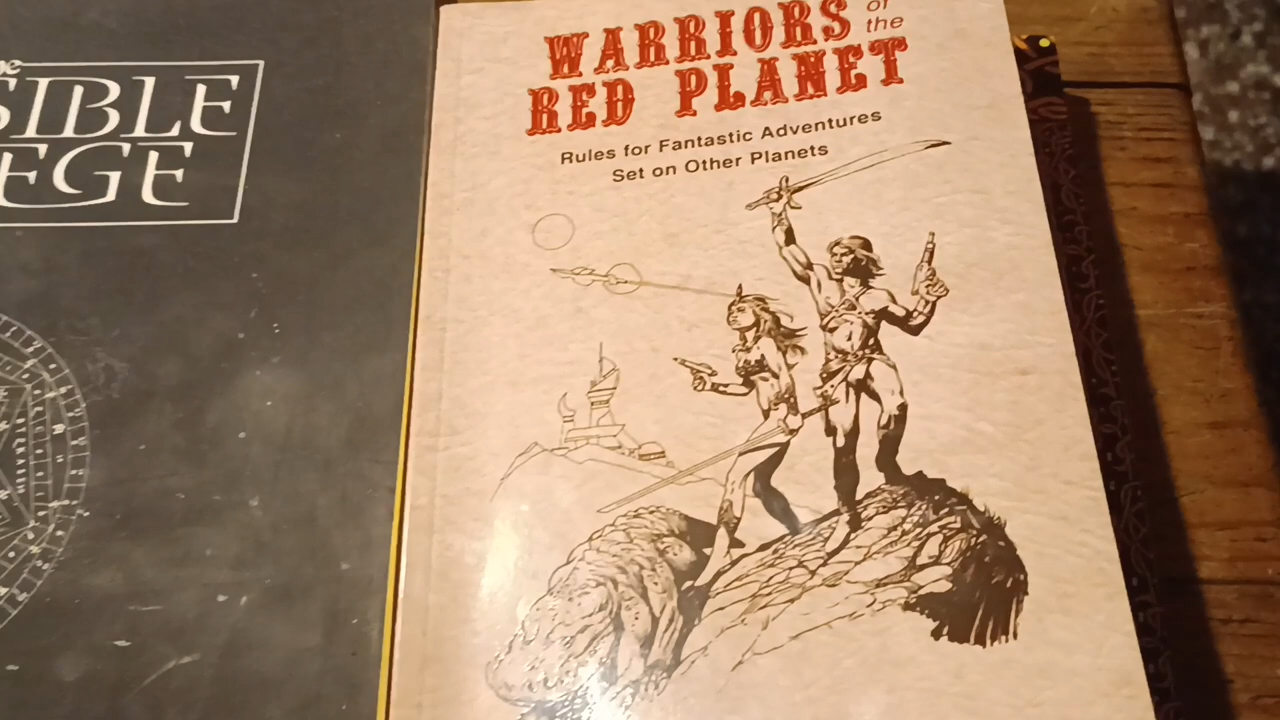 SIBLE
EGE
WARRIORS of
the
RED PLANET
Rules for Fantastic Adventures
Set on Other Planets